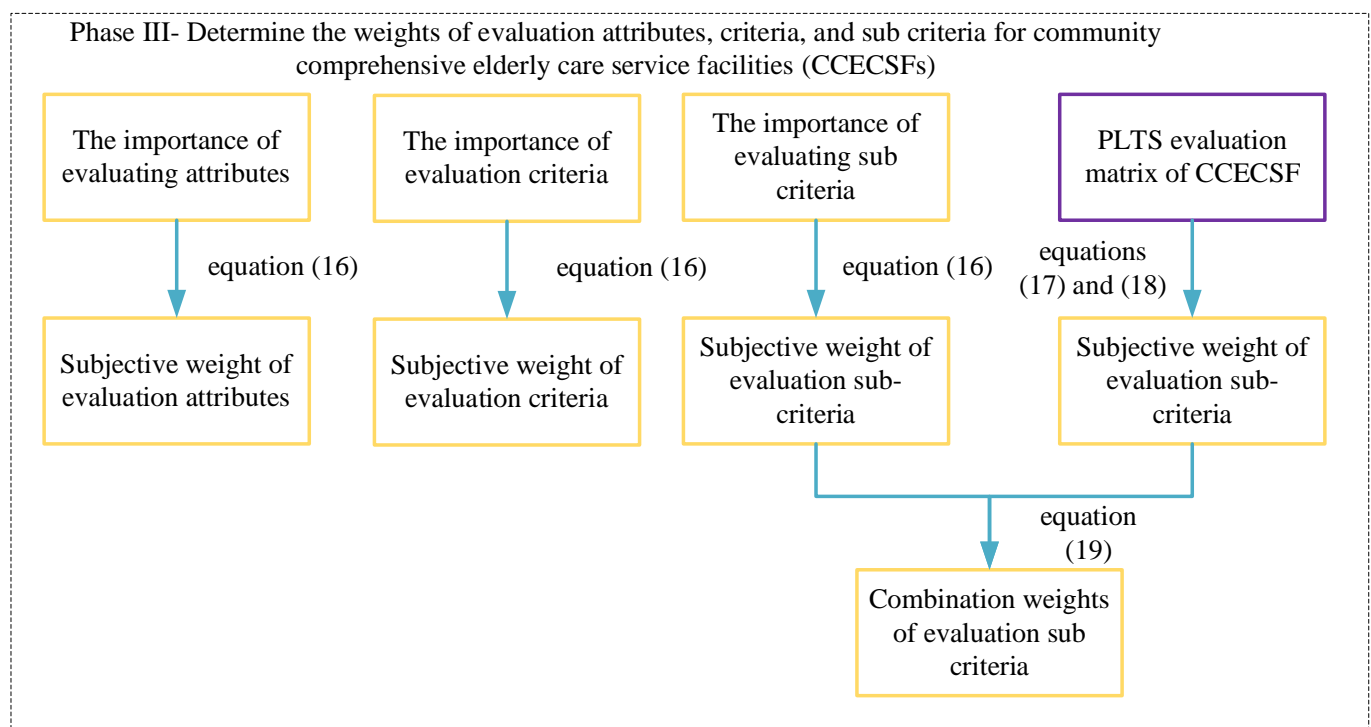 Phase III- Determine the weights of evaluation attributes, criteria, and sub criteria for community
comprehensive elderly care service facilities (CCECSFs)
The importance of
evaluating attributes
The importance of
evaluation criteria
The importance of
evaluating sub
criteria
PLTS evaluation
matrix of CCECSF
equation (16)
equation (16)
equation (16)
equations
(17) and (18)
Subjective weight of
evaluation attributes
Subjective weight of
evaluation criteria
Subjective weight of
evaluation sub-
criteria
Subjective weight of
evaluation sub-
criteria
equation
(19)
Combination weights
of evaluation sub
criteria